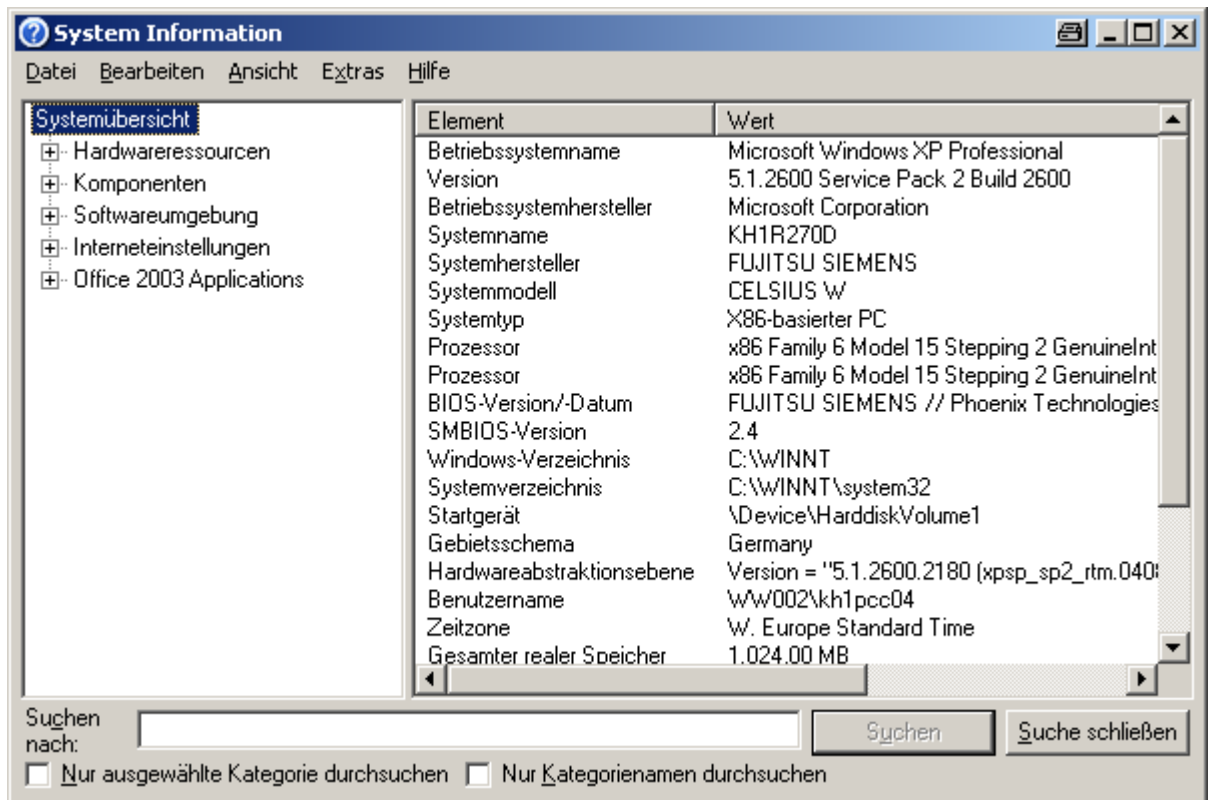 System Information
Datei Bearbeiten Ansicht Extras Hilfe
Systemübersicht
Hardwareressourcen
Komponenten
Softwareumgebung
Interneteinstellungen
Office 2003 Applications
Element Wert
Betriebssystemname Microsoft Windows XP Professional
Version 5.1.2600 Service Pack 2 Build 2600
Betriebssystemhersteller Microsoft Corporation
Systemname KH1R270D
Systemhersteller FUJITSU SIEMENS
Systemmodell CELSIUS W
Systemtyp X86-basierter PC
Prozessor x86 Family 6 Model 15 Stepping 2 GenuineInt
Prozessor x86 Family 6 Model 15 Stepping 2 GenuineInt
BIOS-Version/-Datum FUJITSU SIEMENS // Phoenix Technologies
SMBIOS-Version 2.4
Windows-Verzeichnis C:\WINNT
Systemverzeichnis C:\WINNT\system32
Startgerät \Device\HarddiskVolume1
Gebietsschema Germany
Hardwareabstraktionsebene Version = "5.1.2600.2180 (xpsp_sp2_rtm.0408
Benutzername WW002\kh1pcc04
Zeitzone W. Europe Standard Time
Gesamter realer Speicher 1.024,00 MB
Suchen
nach:
Suchen Suche schließen
Nur ausgewählte Kategorie durchsuchen Nur Kategorienamen durchsuchen